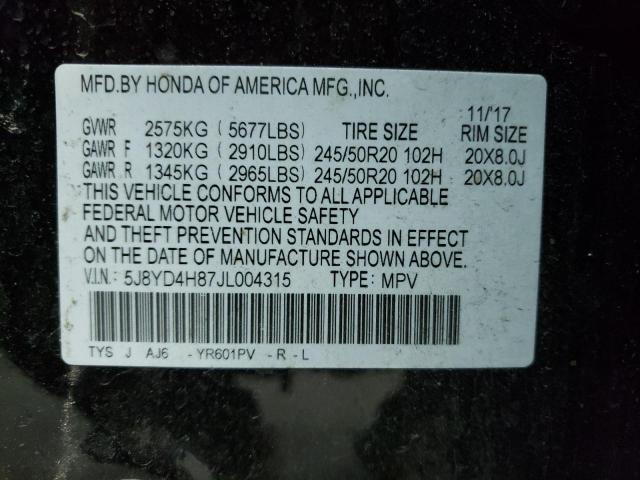 MFD.BY HONDA OF AMERICA MFG.,INC.
11/'17
GVWR 2575KG ( 5677LBS) TIRE SIZE RIM SIZE
GAWR F 1320KG ( 2910LBS) 245/50R20 102H 20X8.0J
GAWR R 1345KG ( 2965LBS) 245/50R20 102H 20X8.0J
THIS VEHICLE CONFORMS TO ALL APPLICABLE
FEDERAL MOTOR VEHICLE SAFETY
AND THEFT PREVENTION STANDARDS IN EFFECT
ON THE DATE OF MANUFACTURE SHOWN ABOVE.
V.I.N.: 5J8YD4H87JL004315 TYPE: MPV
TYS J AJ6 -YR601PV -R-L